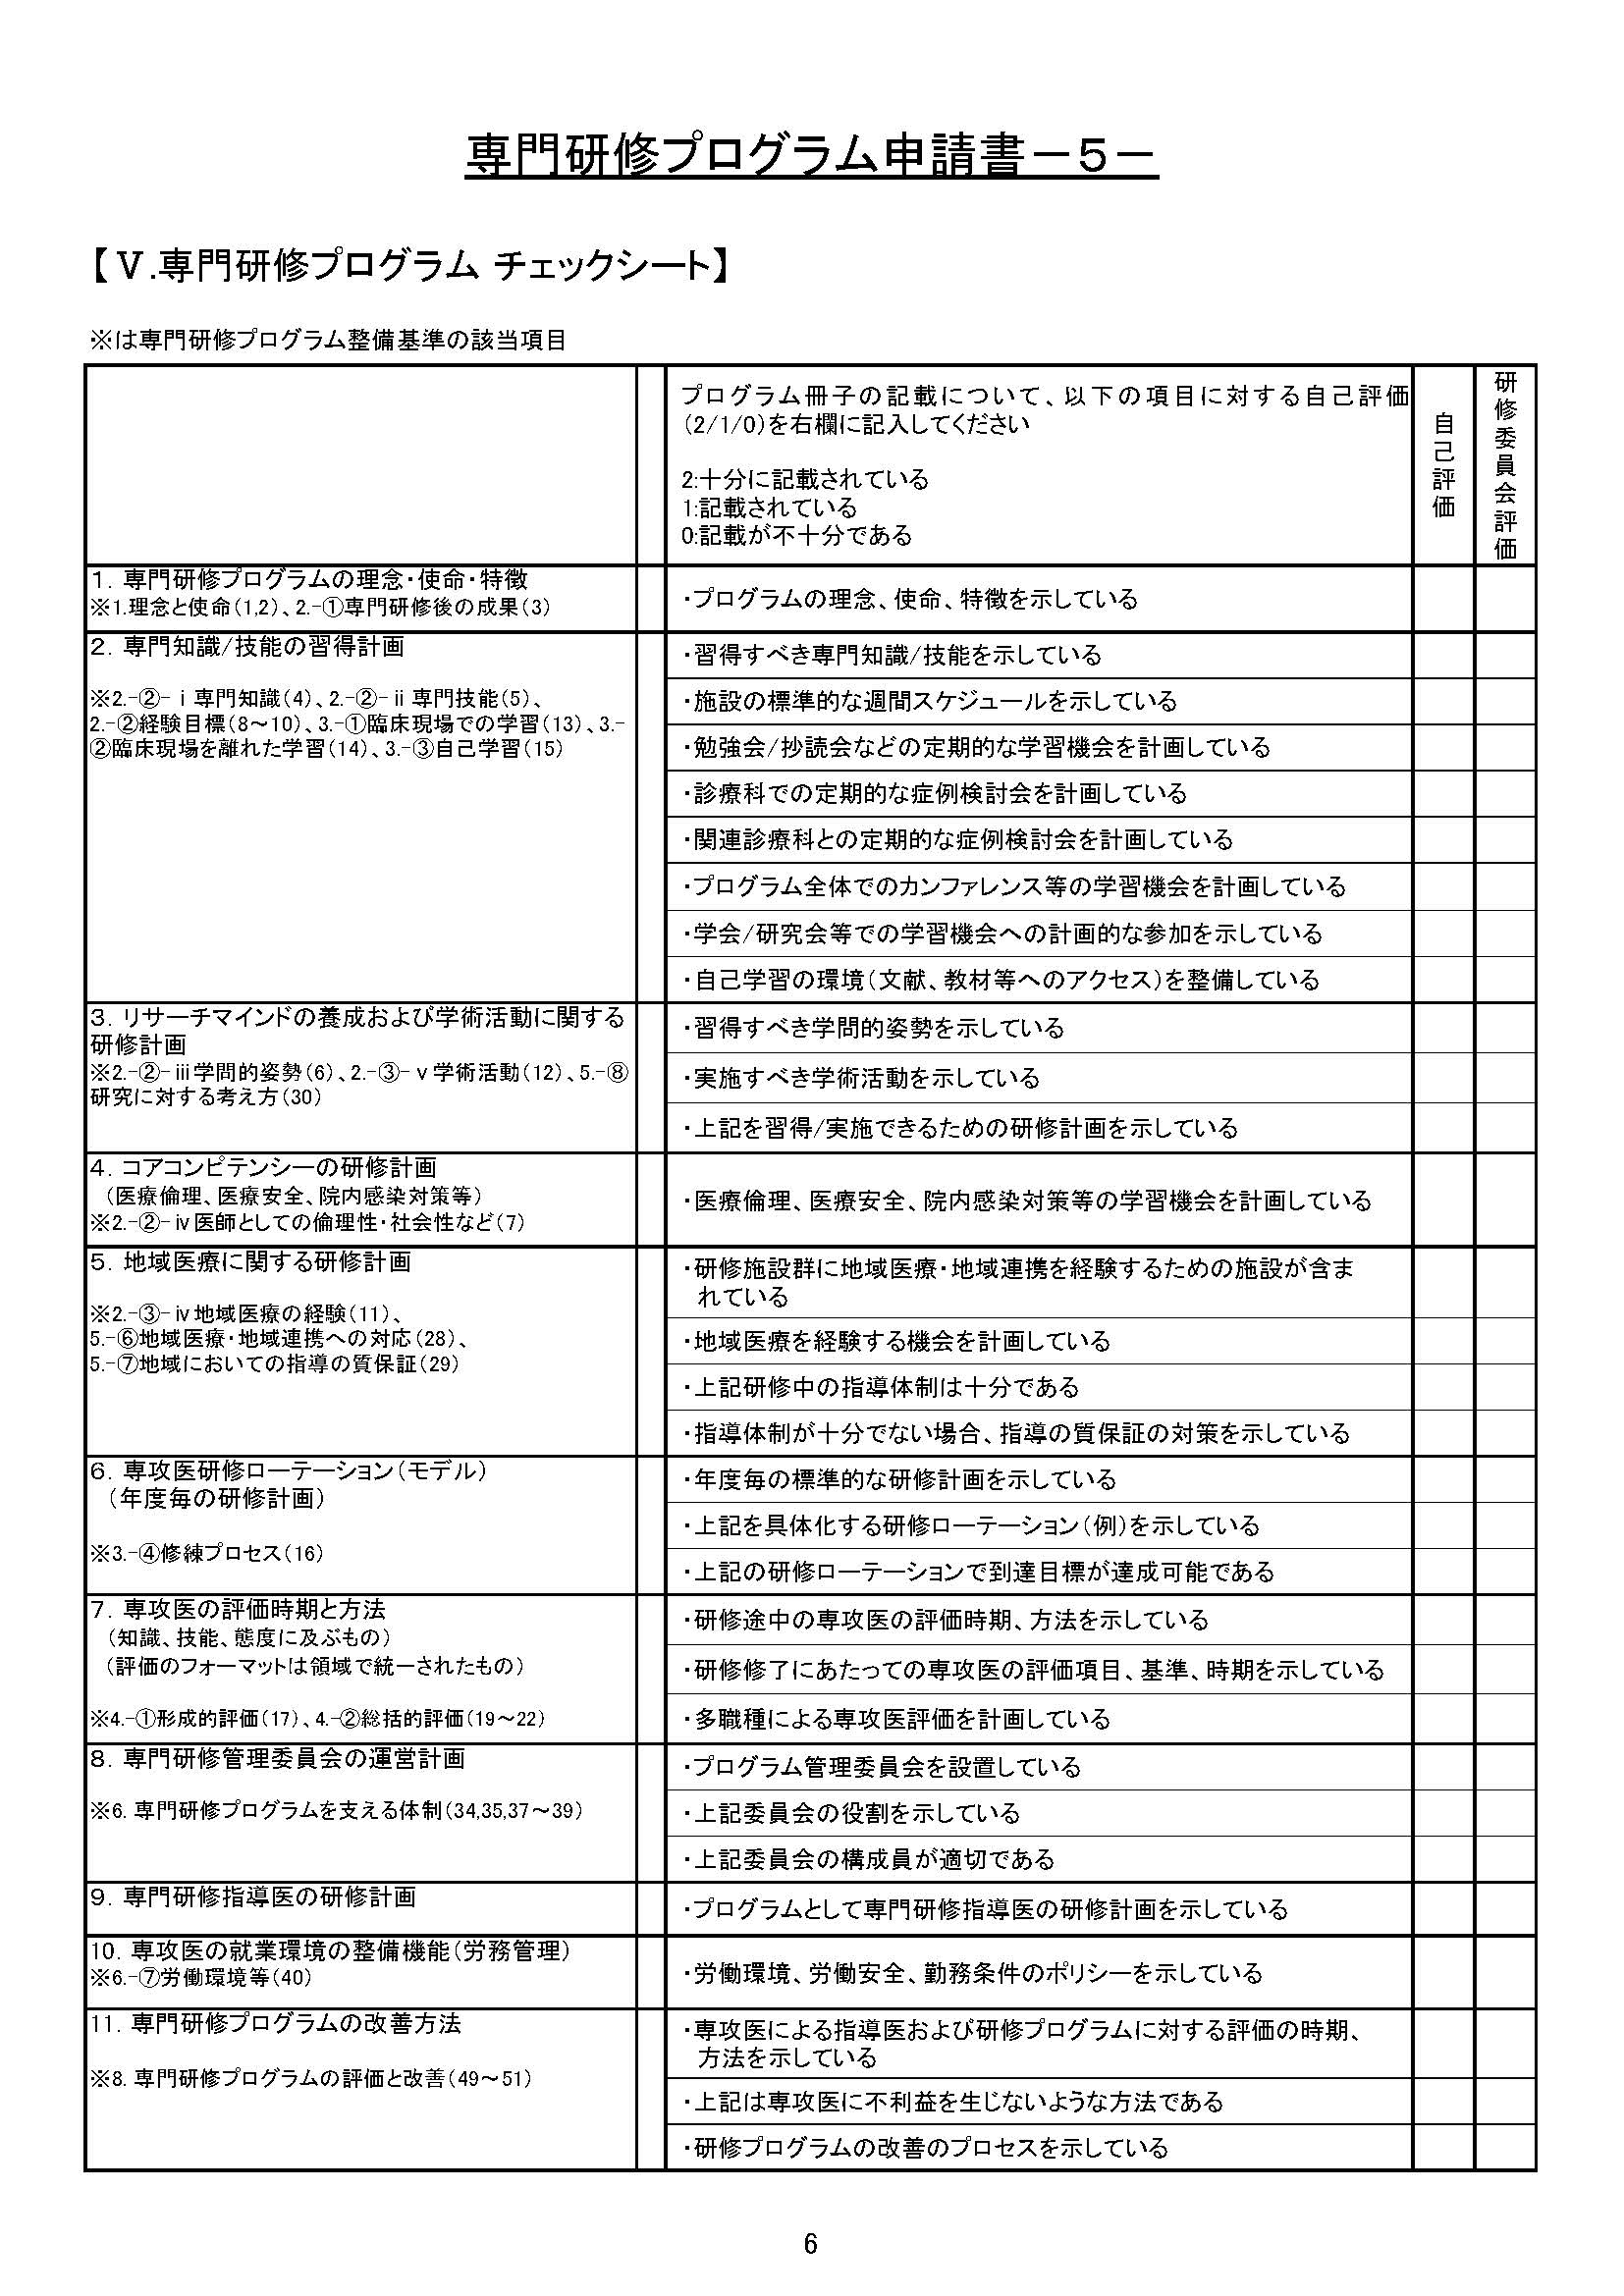 専門研修プログラム申請書－５－
【Ⅴ.専門研修プログラム チェックシート】
※は専門研修プログラム整備基準の該当項目
プログラム冊子の記載について、以下の項目に対する自己評価
(2/1/0)を右欄に記入してください
2:十分に記載されている
1:記載されている
0:記載が不十分である
自己評価
研修委員会評価
１．専門研修プログラムの理念・使命・特徴
※1.理念と使命(1,2)、2.-①専門研修後の成果(3)
・プログラムの理念、使命、特徴を示している
２．専門知識/技能の習得計画
※2.-②-ⅰ専門知識(4)、2.-②-ⅱ専門技能(5)、
2.-②経験目標(8～10)、3.-①臨床現場での学習(13)、3.-
②臨床現場を離れた学習(14)、3.-③自己学習(15)
・習得すべき専門知識/技能を示している
・施設の標準的な週間スケジュールを示している
・勉強会/抄読会などの定期的な学習機会を計画している
・診療科での定期的な症例検討会を計画している
・関連診療科との定期的な症例検討会を計画している
・プログラム全体でのカンファレンス等の学習機会を計画している
・学会/研究会等での学習機会への計画的な参加を示している
・自己学習の環境(文献、教材等へのアクセス)を整備している
３．リサーチマインドの養成および学術活動に関する
研修計画
※2.-②-ⅲ学問的姿勢(6)、2.-③-ⅴ学術活動(12)、5.-⑧
研究に対する考え方(30)
・習得すべき学問的姿勢を示している
・実施すべき学術活動を示している
・上記を習得/実施できるための研修計画を示している
４．コアコンピテンシーの研修計画
(医療倫理、医療安全、院内感染対策等)
※2.-②-ⅳ医師としての倫理性・社会性など(7)
・医療倫理、医療安全、院内感染対策等の学習機会を計画している
５．地域医療に関する研修計画
※2.-③-ⅳ地域医療の経験(11)、
5.-⑥地域医療・地域連携への対応(28)、
5.-⑦地域においての指導の質保証(29)
・研修施設群に地域医療・地域連携を経験するための施設が含ま
れている
・地域医療を経験する機会を計画している
・上記研修中の指導体制は十分である
・指導体制が十分でない場合、指導の質保証の対策を示している
６．専攻医研修ローテーション(モデル)
(年度毎の研修計画)
※3.-④修練プロセス(16)
・年度毎の標準的な研修計画を示している
・上記を具体化する研修ローテーション(例)を示している
・上記の研修ローテーションで到達目標が達成可能である
７．専攻医の評価時期と方法
(知識、技能、態度に及ぶもの)
(評価のフォーマットは領域で統一されたもの)
※4.-①形成的評価(17)、4.-②総括的評価(19～22)
・研修途中の専攻医の評価時期、方法を示している
・研修修了にあたっての専攻医の評価項目、基準、時期を示している
・多職種による専攻医評価を計画している
８．専門研修管理委員会の運営計画
※6. 専門研修プログラムを支える体制(34,35,37～39)
・プログラム管理委員会を設置している
・上記委員会の役割を示している
・上記委員会の構成員が適切である
９．専門研修指導医の研修計画
・プログラムとして専門研修指導医の研修計画を示している
10．専攻医の就業環境の整備機能(労務管理)
※6.-⑦労働環境等(40)
・労働環境、労働安全、勤務条件のポリシーを示している
11．専門研修プログラムの改善方法
※8. 専門研修プログラムの評価と改善(49～51)
・専攻医による指導医および研修プログラムに対する評価の時期、
方法を示している
・上記は専攻医に不利益を生じないような方法である
・研修プログラムの改善のプロセスを示している
6